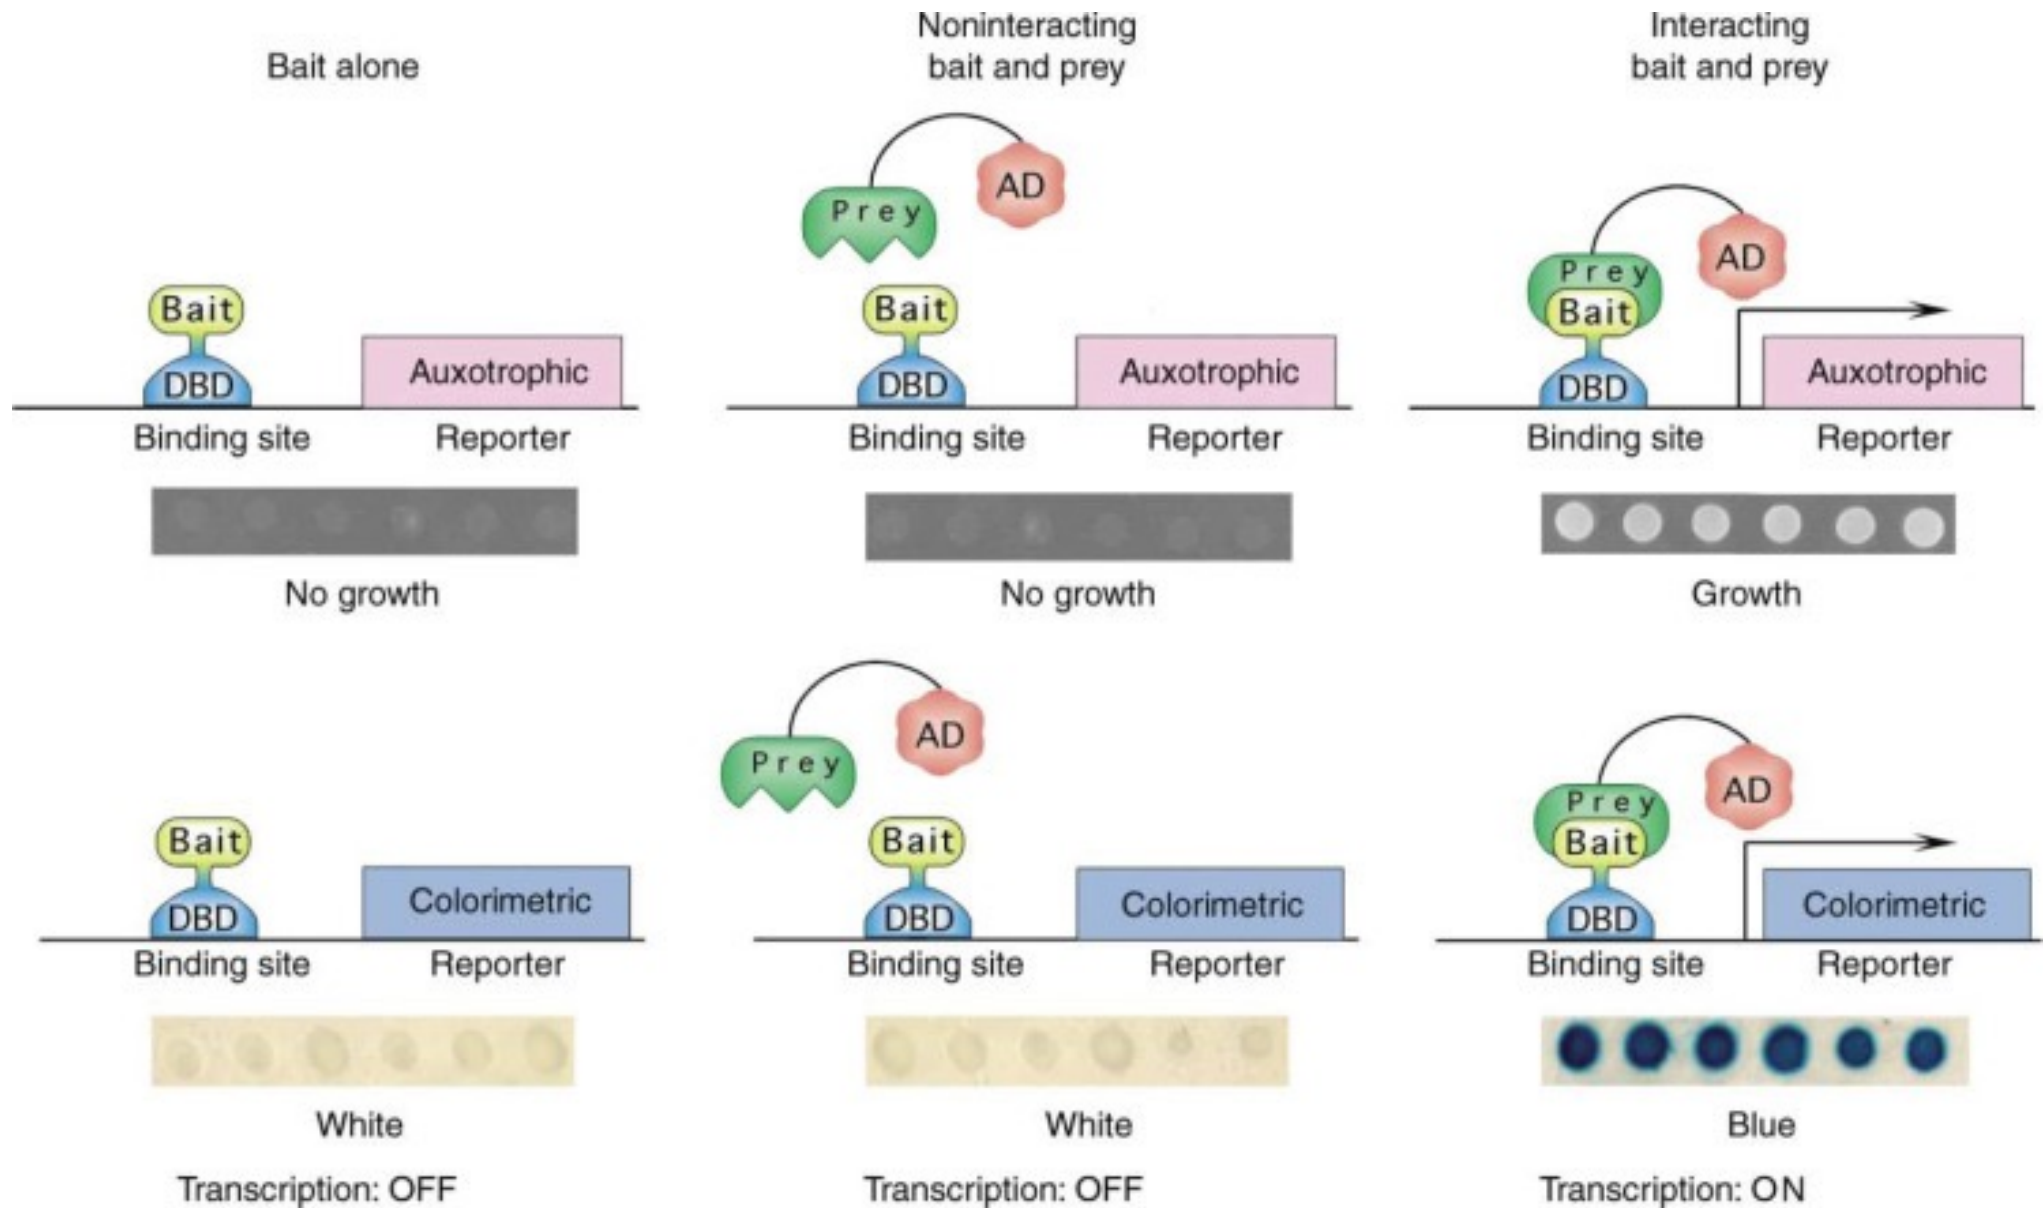 Bait alone
Noninteracting
bait and prey
Interacting
bait and prey
Prey
AD
Prey
AD
Bait
Bait
Bait
DBD
Auxotrophic
DBD
Auxotrophic
DBD
Auxotrophic
Binding site
Reporter
Binding site
Reporter
Binding site
Reporter
No growth
No growth
Growth
Prey
AD
Prey
AD
Bait
Bait
Bait
DBD
Colorimetric
DBD
Colorimetric
DBD
Colorimetric
Binding site
Reporter
Binding site
Reporter
Binding site
Reporter
White
White
Blue
Transcription: OFF
Transcription: OFF
Transcription: ON